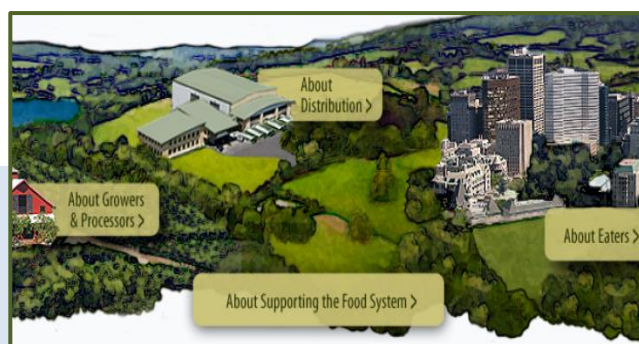 About
Distribution >
About Growers
& Processors >
About Eaters >
About Supporting the Food System >